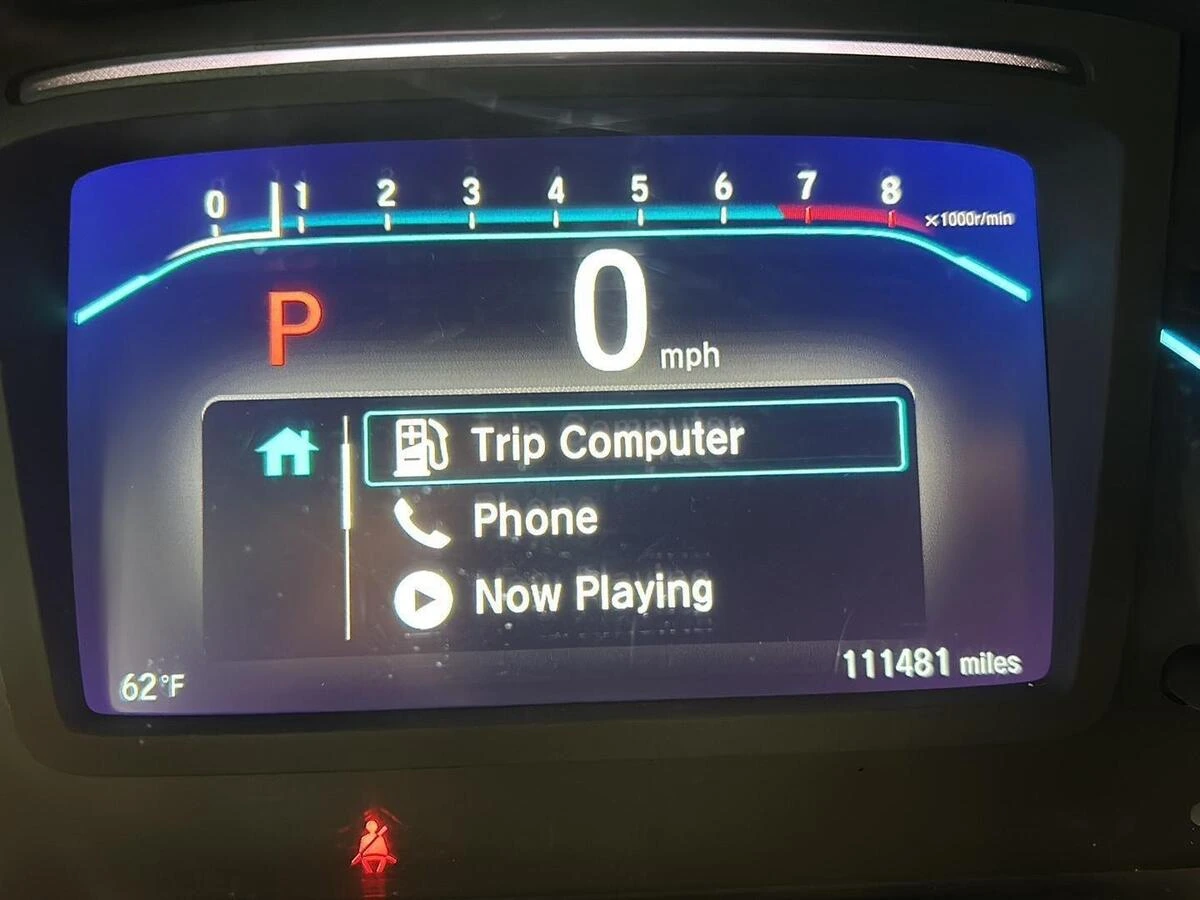 0 1 2 3 4 5 6 7 8
×1000r/min
P
0 mph
Trip Computer
Phone
Now Playing
62°F
111481 miles